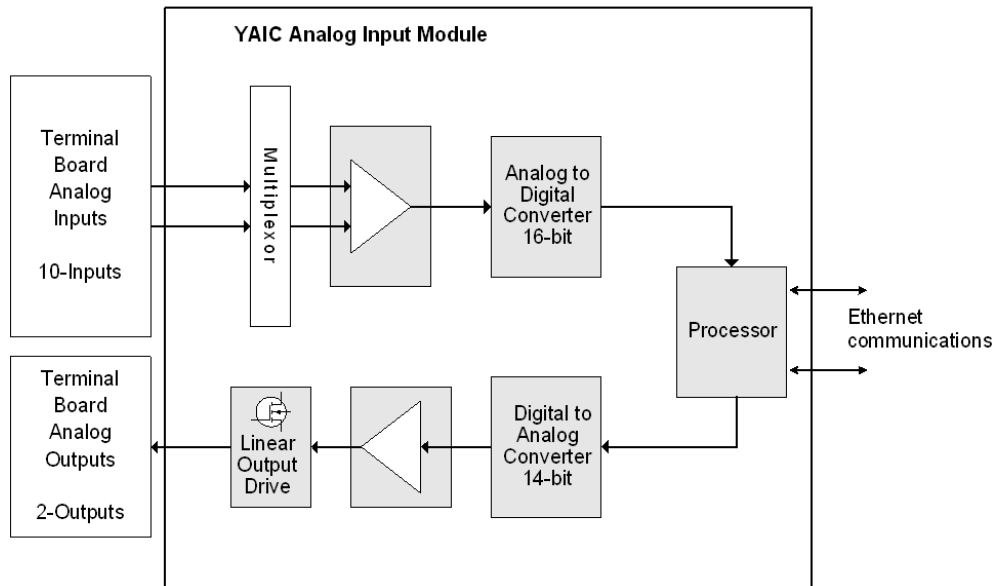 YAIC Analog Input Module
Terminal
Board
Analog
Inputs
10-Inputs
Multiplexor
Analog to
Digital
Converter
16-bit
Processor
Ethernet
communications
Terminal
Board
Analog
Outputs
2-Outputs
Linear
Output
Drive
Digital to
Analog
Converter
14-bit